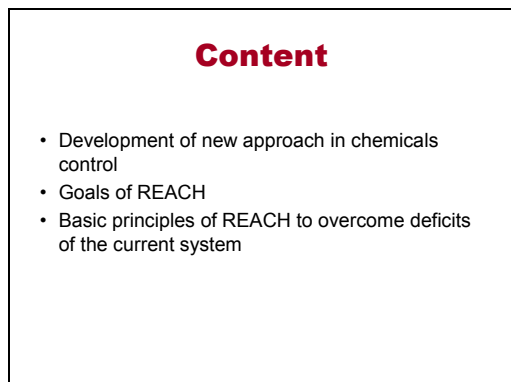 Content
• Development of new approach in chemicals
control
• Goals of REACH
• Basic principles of REACH to overcome deficits
of the current system